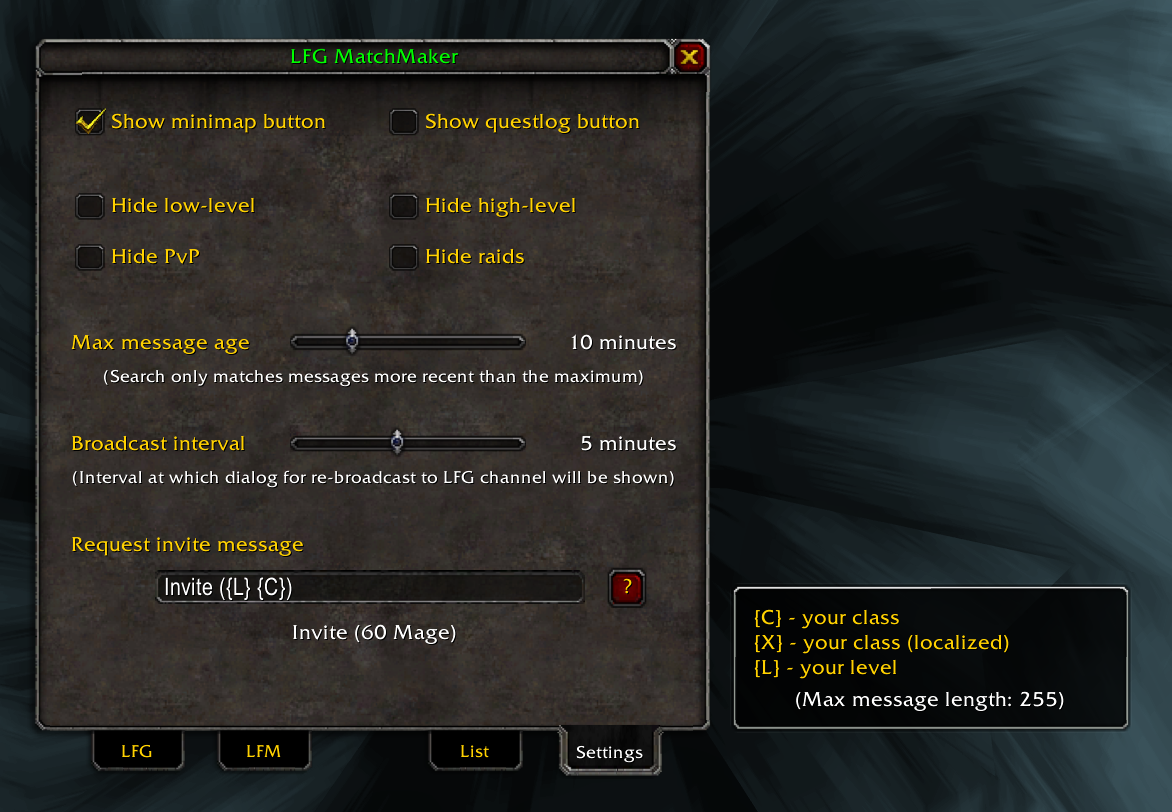 LFG MatchMaker
Show minimap button
Show questlog button
Hide low-level
Hide high-level
Hide PvP
Hide raids
Max message age
10 minutes
(Search only matches messages more recent than the maximum)
Broadcast interval
5 minutes
(Interval at which dialog for re-broadcast to LFG channel will be shown)
Request invite message
Invite ({L} {C})
?
Invite (60 Mage)
{C} - your class
{X} - your class (localized)
{L} - your level
(Max message length: 255)
LFG
LFM
List
Settings